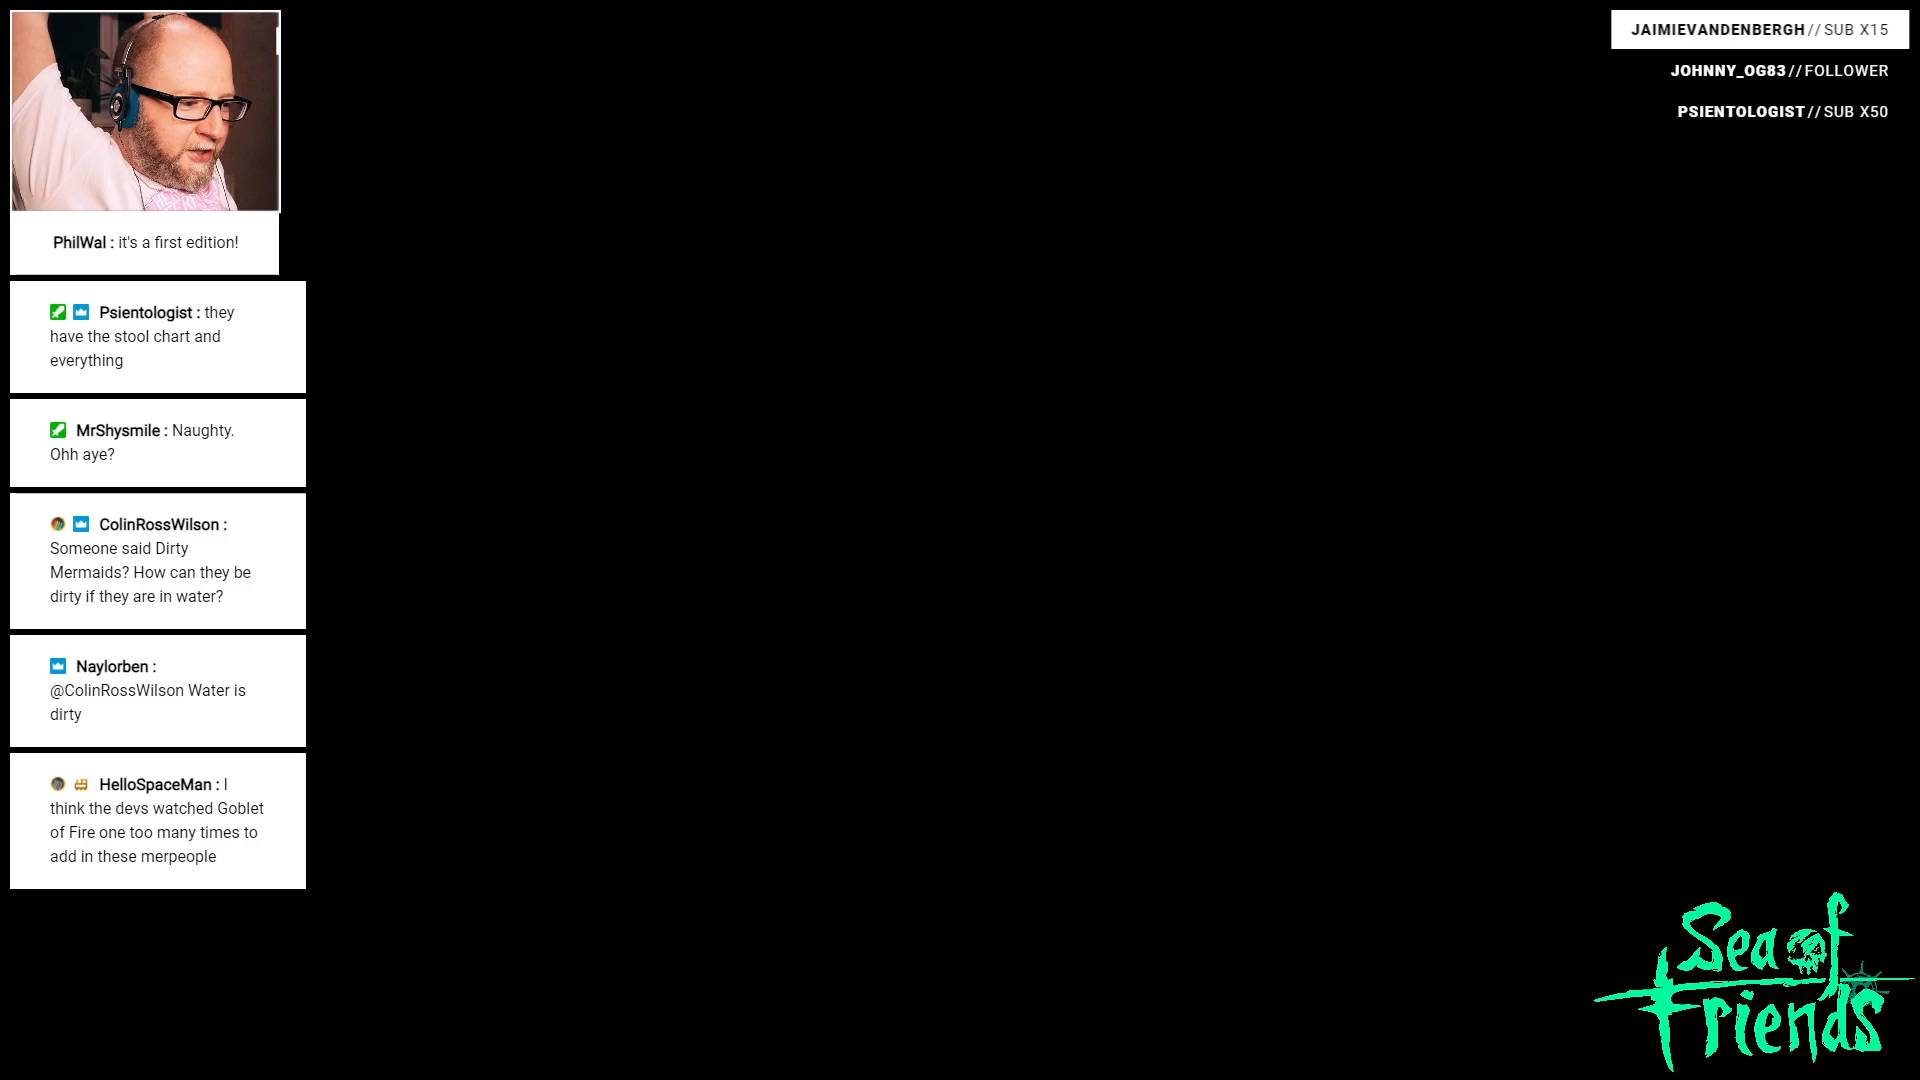 JAIMIEVANDENBERGH//SUB X15
JOHNNY_OG83//FOLLOWER
PSIENTOLOGIST//SUB X50
PhilWal : it's a first edition!
Psientologist : they
have the stool chart and
everything
MrShysmile : Naughty.
Ohh aye?
ColinRossWilson :
Someone said Dirty
Mermaids? How can they be
dirty if they are in water?
Naylorben :
@ColinRossWilson Water is
dirty
HelloSpaceMan : I
think the devs watched Goblet
of Fire one too many times to
add in these merpeople
Sea of
Friends